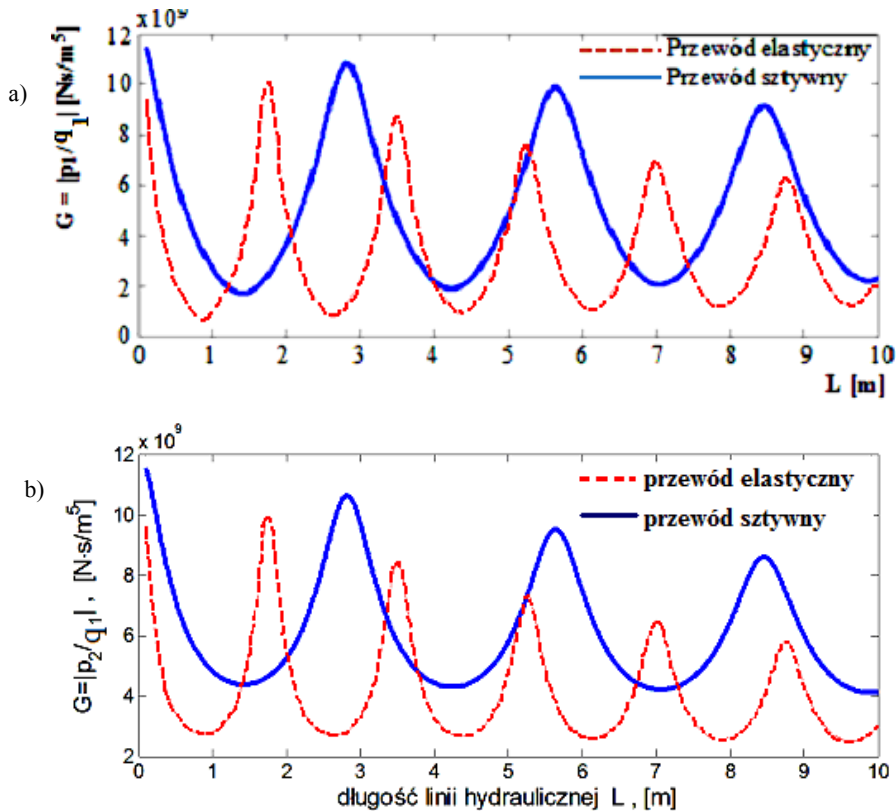 x10⁹
a)
G = |p1/q1| [Ns/m⁵]
12
10
8
6
4
2
0
Przewód elastyczny
Przewód sztywny
0 1 2 3 4 5 6 7 8 9 10
L [m]
b)
x 10⁹
G=|p₂/q₁| , [N·s/m⁵]
12
10
8
6
4
2
przewód elastyczny
przewód sztywny
0 1 2 3 4 5 6 7 8 9 10
długość linii hydraulicznej L , [m]